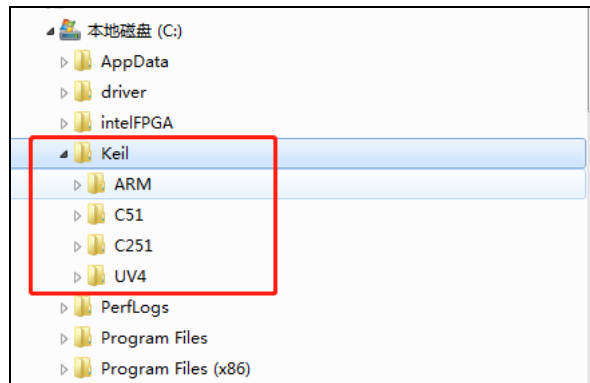 本地磁盘 (C:)
AppData
driver
intelFPGA
Keil
ARM
C51
C251
UV4
PerfLogs
Program Files
Program Files (x86)